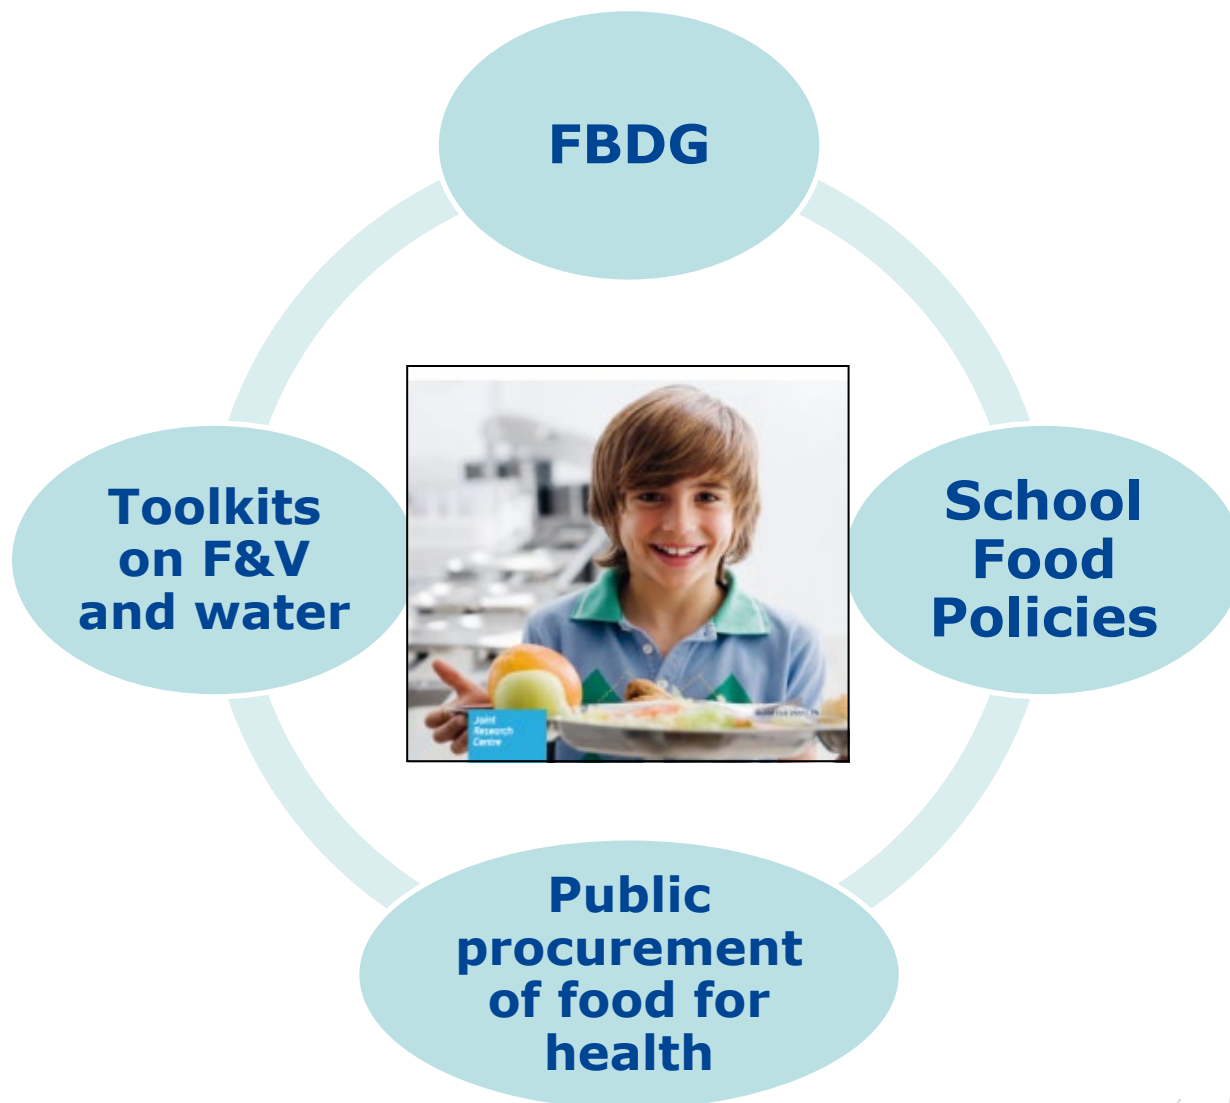 FBDG
School
Food
Policies
Public
procurement
of food for
health
Toolkits
on F&V
and water
Joint
Research
Centre